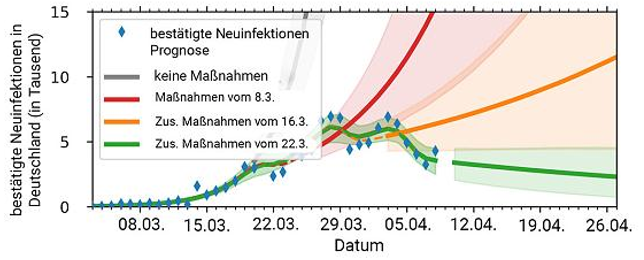 bestätigte Neuinfektionen in
Deutschland (in Tausend)
15
10
5
0
bestätigte Neuinfektionen
Prognose
keine Maßnahmen
Maßnahmen vom 8.3.
Zus. Maßnahmen vom 16.3.
Zus. Maßnahmen vom 22.3.
08.03. 15.03. 22.03. 29.03. 05.04. 12.04. 19.04. 26.04.
Datum